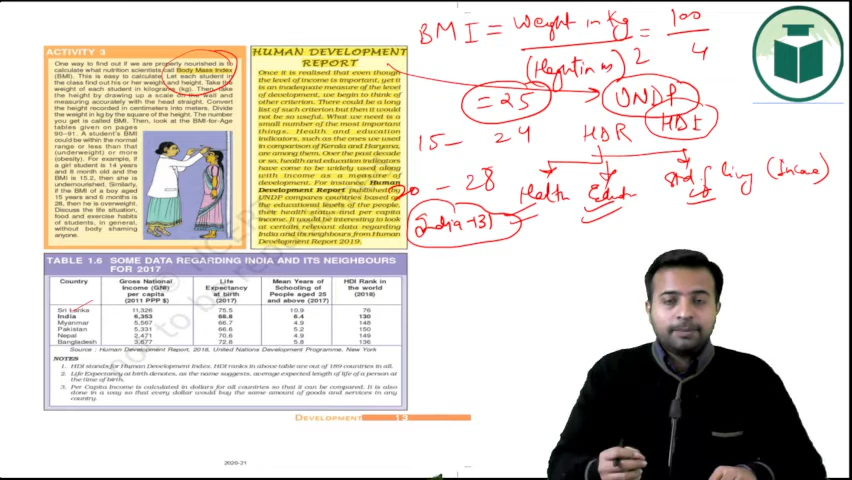 ACTIVITY 3
One way to find out if we are properly nourished is to
calculate what nutrition scientists call Body Mass Index
(BMI). This is easy to calculate. Let each student in
the class find out his or her weight and height. Take the
weight of each student in kilograms (kg). Then, take
the height by drawing up a scale on the wall and
measuring accurately with the head straight. Convert
the height recorded in centimeters into meters. Divide
the weight in kg by the square of the height. The number
you get is called BMI. Then, look at the BMI-for-Age
tables given on pages
90–91. A student's BMI
could be within the normal
range or less than that
(underweight) or more
(obesity). For example, if
a girl student is 14 years
and 8 month old and the
BMI is 15.2, then she is
undernourished. Similarly,
if the BMI of a boy aged
15 years and 6 months is
28, then he is overweight.
Discuss the life situation,
food and exercise habits
of students, in general,
without body shaming
anyone.
HUMAN DEVELOPMENT
REPORT
Once it is realised that even though
the level of income is important, yet it
is an inadequate measure of the level
of development, we begin to think of
other criterion. There could be a long
list of such criterion but then it would
not be so useful. What we need is a
small number of the most important
things. Health and education
indicators, such as the ones we used
in comparison of Kerala and Haryana,
are among them. Over the past decade
or so, health and education indicators
have come to be widely used along
with income as a measure of
development. For instance, Human
Development Report published by
UNDP compares countries based on
the educational levels of the people,
their health status and per capita
income. It would be interesting to look
at certain relevant data regarding
India and its neighbours from Human
Development Report 2019.
BMI = Weight in Kg = 100
(Height in m)2 4
= 25 UNDP
HDI
15 - 24 HDR
20 - 28 Health Edun Std of living (Income)
India-131
TABLE 1.6 SOME DATA REGARDING INDIA AND ITS NEIGHBOURS
FOR 2017
Country Gross National Income (GNI) per capita (2011 PPP $) Life Expectancy at birth (2017) Mean Years of Schooling of People aged 25 and above (2017) HDI Rank in the world (2018)
Sri Lanka 11,326 75.5 10.9 76
India 6,353 68.8 6.4 130
Myanmar 5,567 66.7 4.9 148
Pakistan 5,331 66.6 5.2 150
Nepal 2,471 70.6 4.9 149
Bangladesh 3,677 72.8 5.8 136
Source : Human Development Report, 2018, United Nations Development Programme, New York
NOTES
1. HDI stands for Human Development Index. HDI ranks in above table are out of 189 countries in all.
2. Life Expectancy at birth denotes, as the name suggests, average expected length of life of a person at
the time of birth.
3. Per Capita Income is calculated in dollars for all countries so that it can be compared. It is also
done in a way so that every dollar would buy the same amount of goods and services in any
country.
DEVELOPMENT 13
2020-21